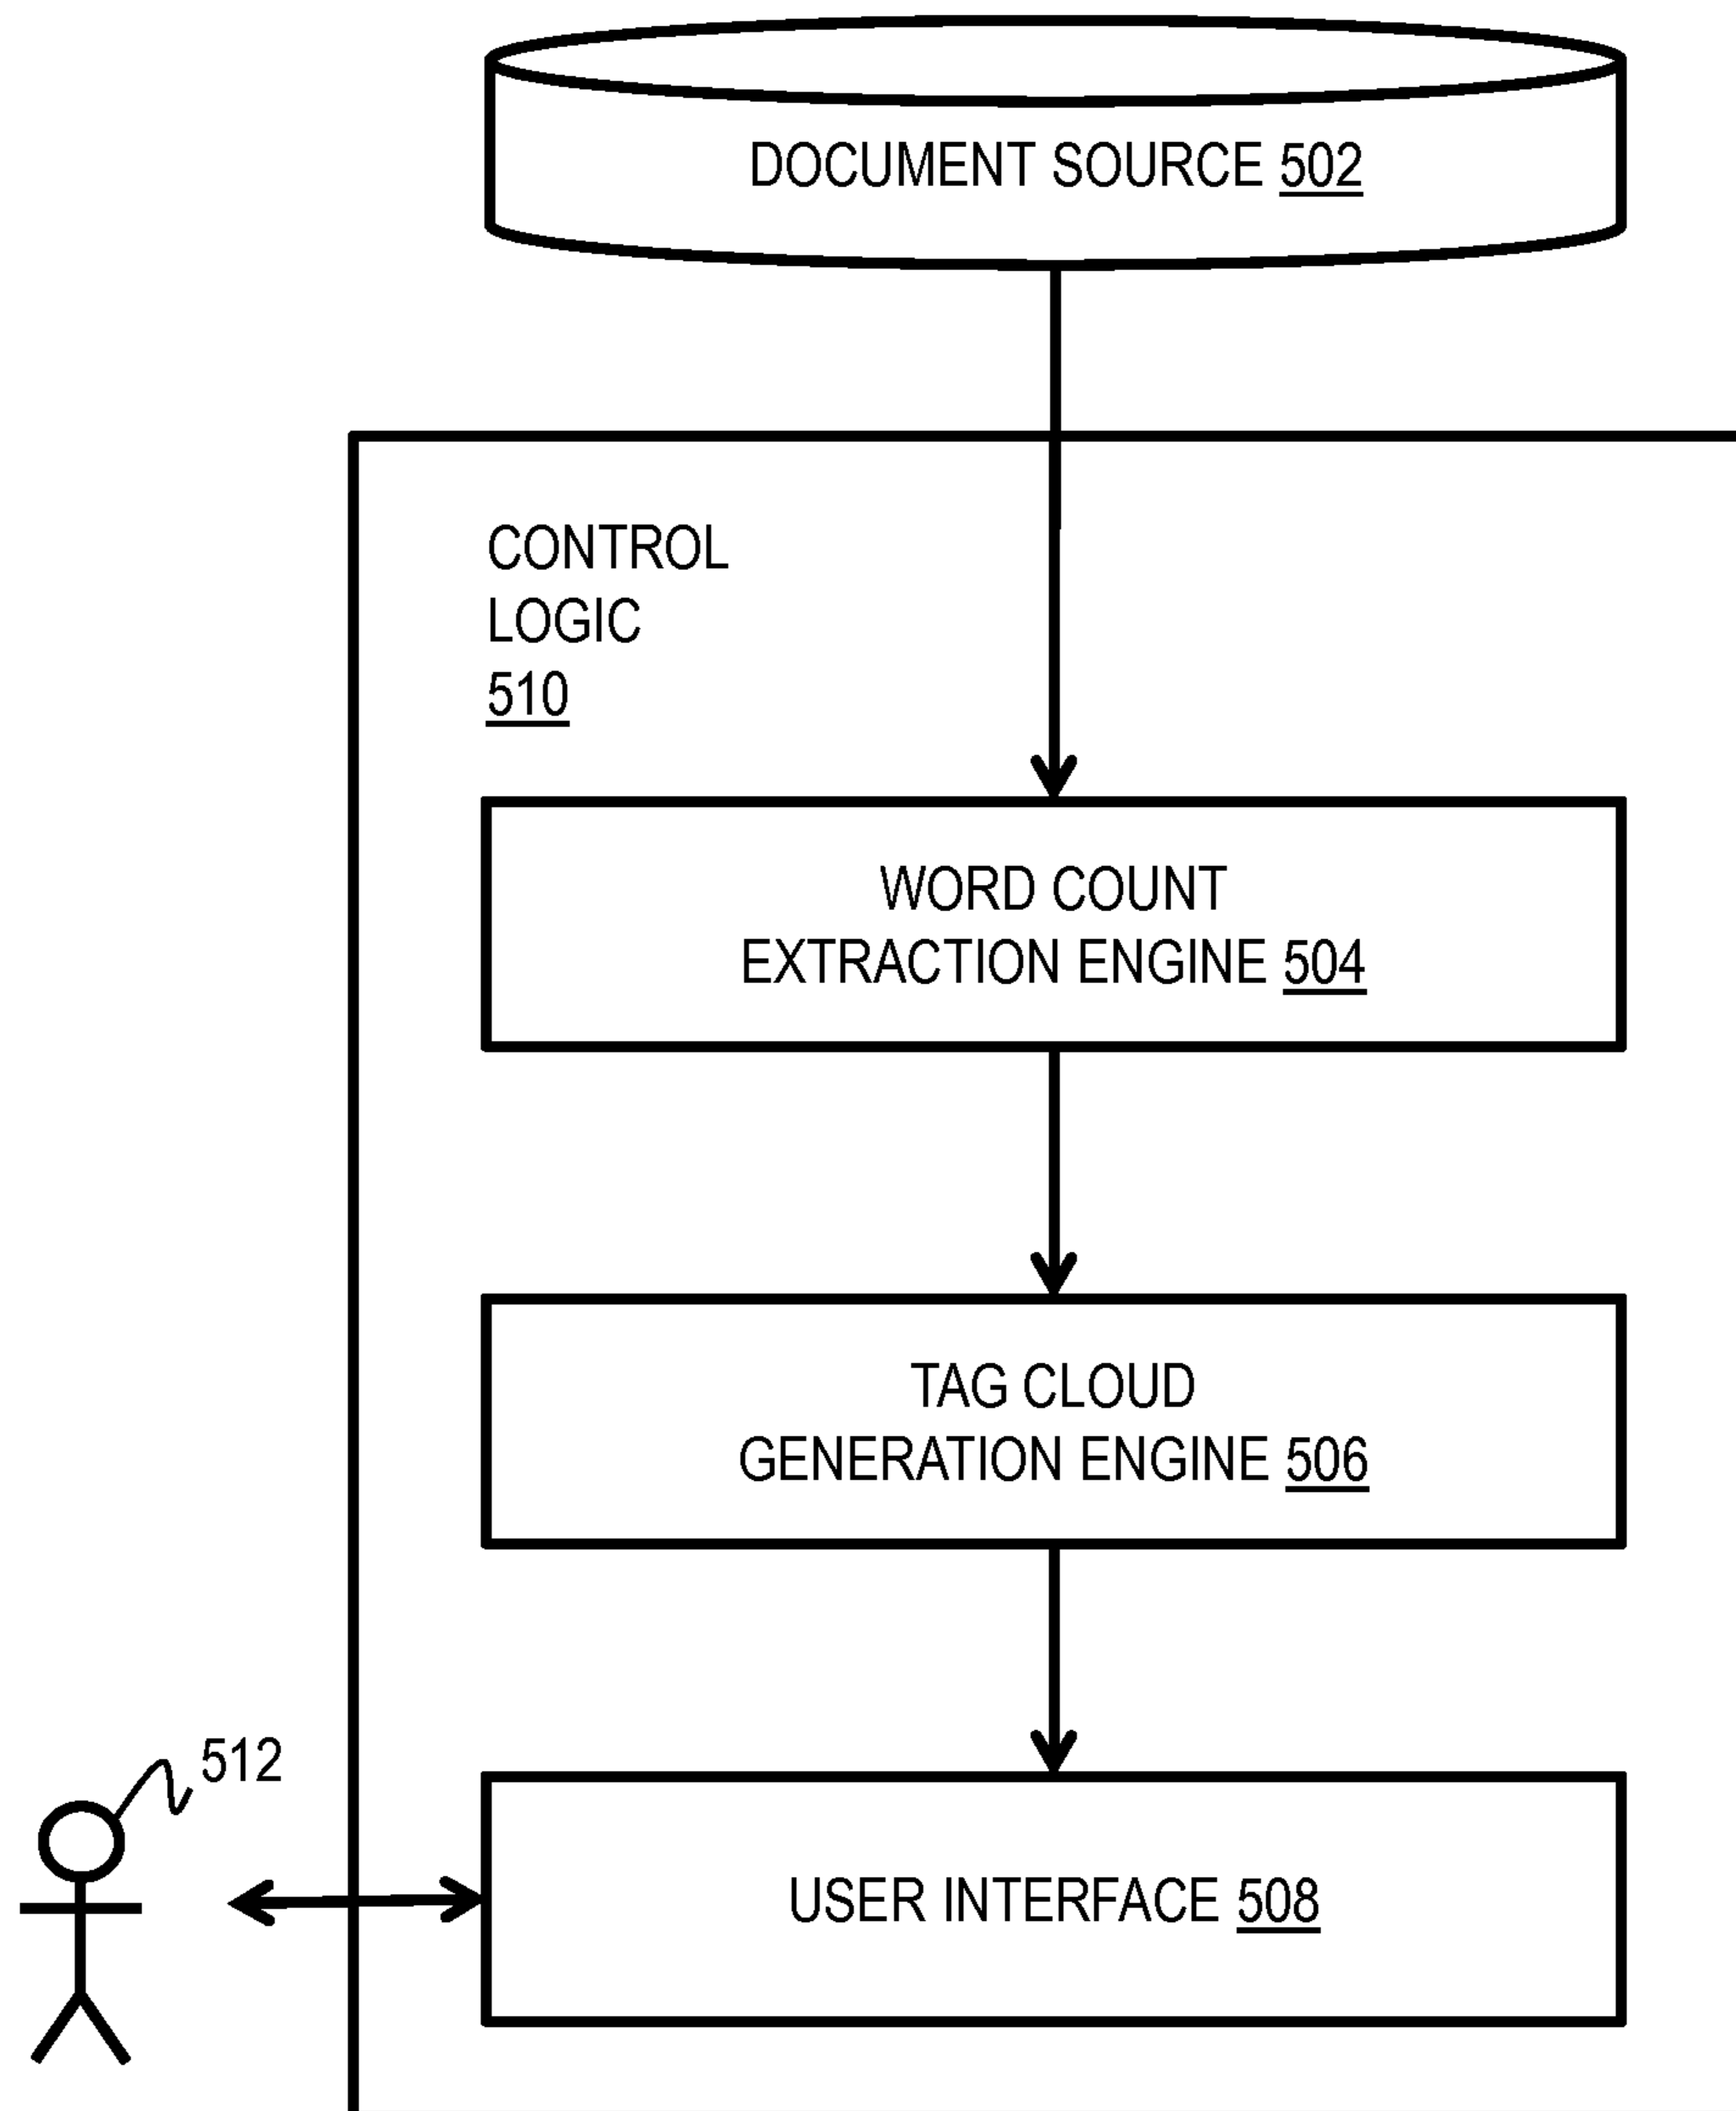 DOCUMENT SOURCE 502
CONTROL
LOGIC
510
WORD COUNT
EXTRACTION ENGINE 504
TAG CLOUD
GENERATION ENGINE 506
512
USER INTERFACE 508